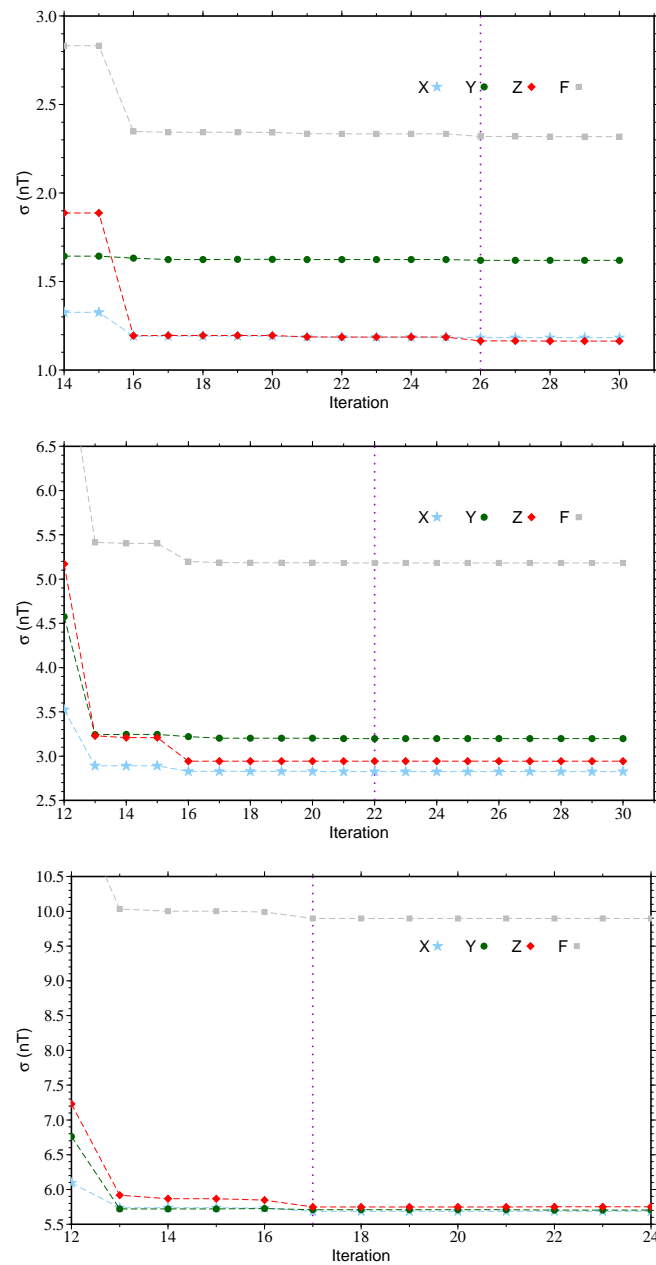 3.0
X Y Z F
2.5
σ (nT)
2.0
1.5
1.0
14 16 18 20 22 24 26 28 30
Iteration
6.5
6.0
X Y Z F
5.5
5.0
σ (nT)
4.5
4.0
3.5
3.0
2.5
12 14 16 18 20 22 24 26 28 30
Iteration
10.5
10.0
X Y Z F
9.5
9.0
8.5
σ (nT)
8.0
7.5
7.0
6.5
6.0
5.5
12 14 16 18 20 22 24
Iteration